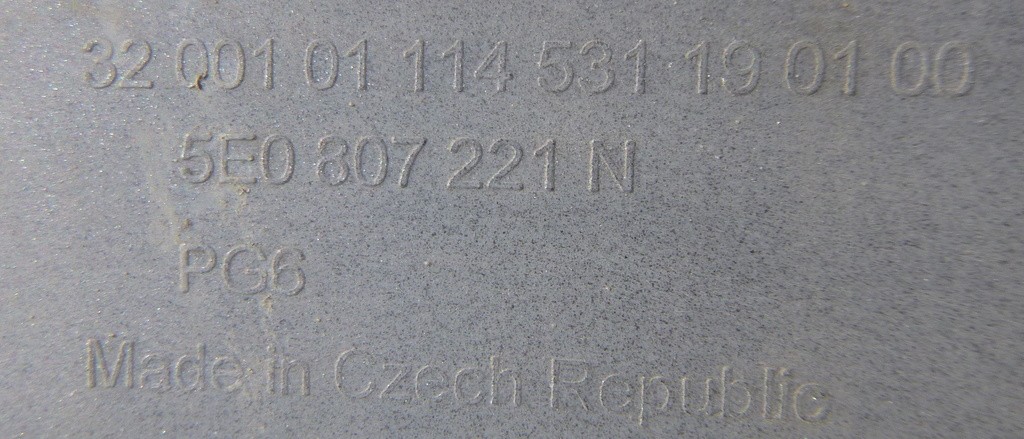 32 001 01 114 531 19 01 00
5E0 807 221 N
PG6
Made in Czech Republic